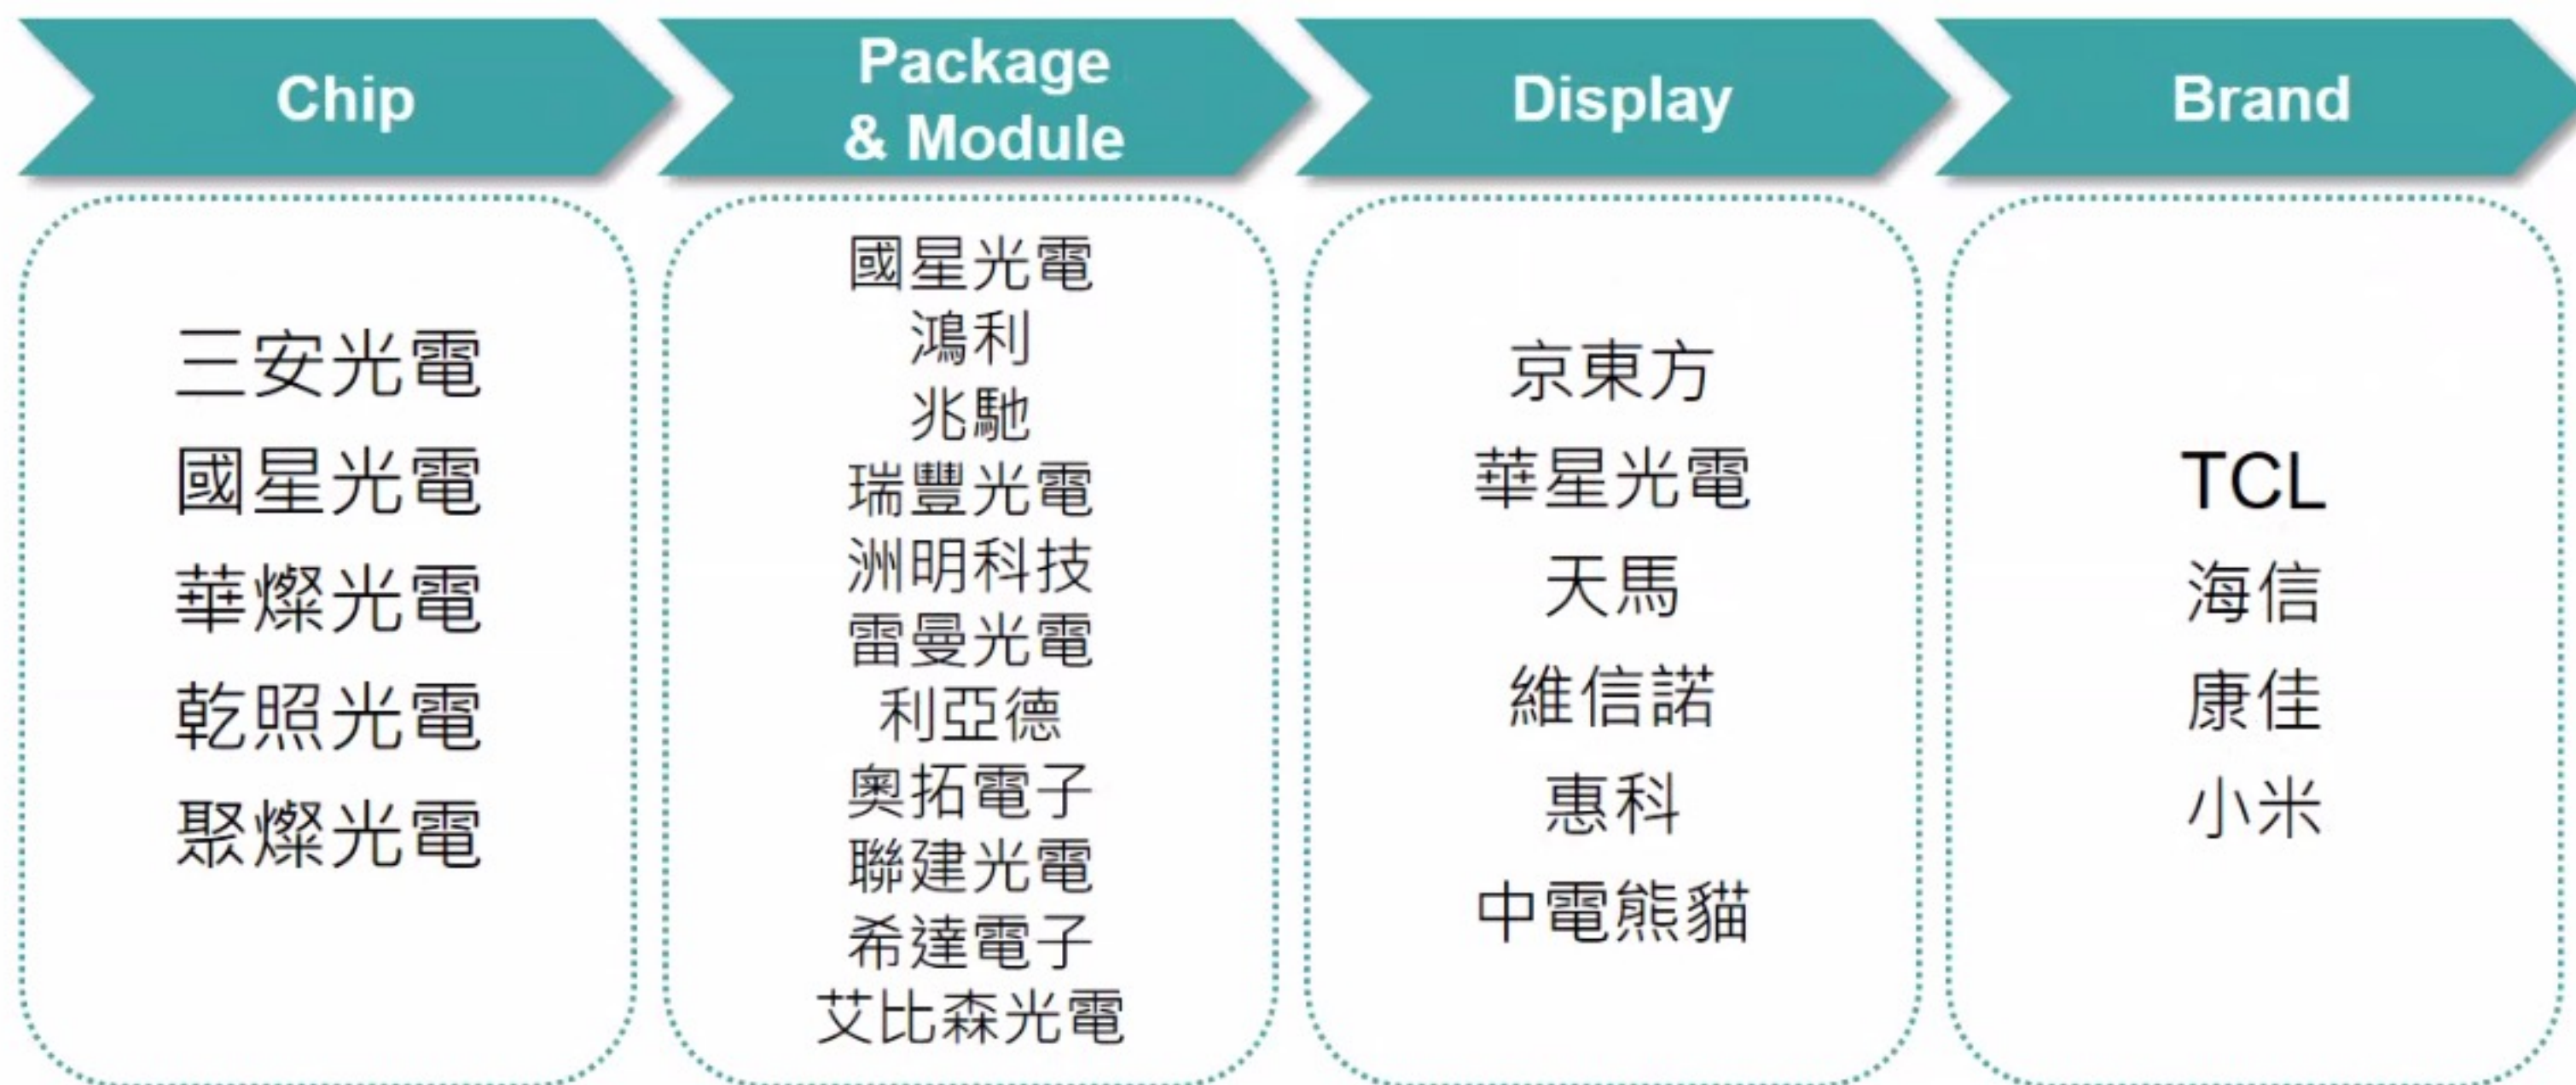 Chip
三安光電
國星光電
華燦光電
乾照光電
聚燦光電
Package
& Module
國星光電
鴻利
兆馳
瑞豐光電
洲明科技
雷曼光電
利亞德
奧拓電子
聯建光電
希達電子
艾比森光電
Display
京東方
華星光電
天馬
維信諾
惠科
中電熊貓
Brand
TCL
海信
康佳
小米